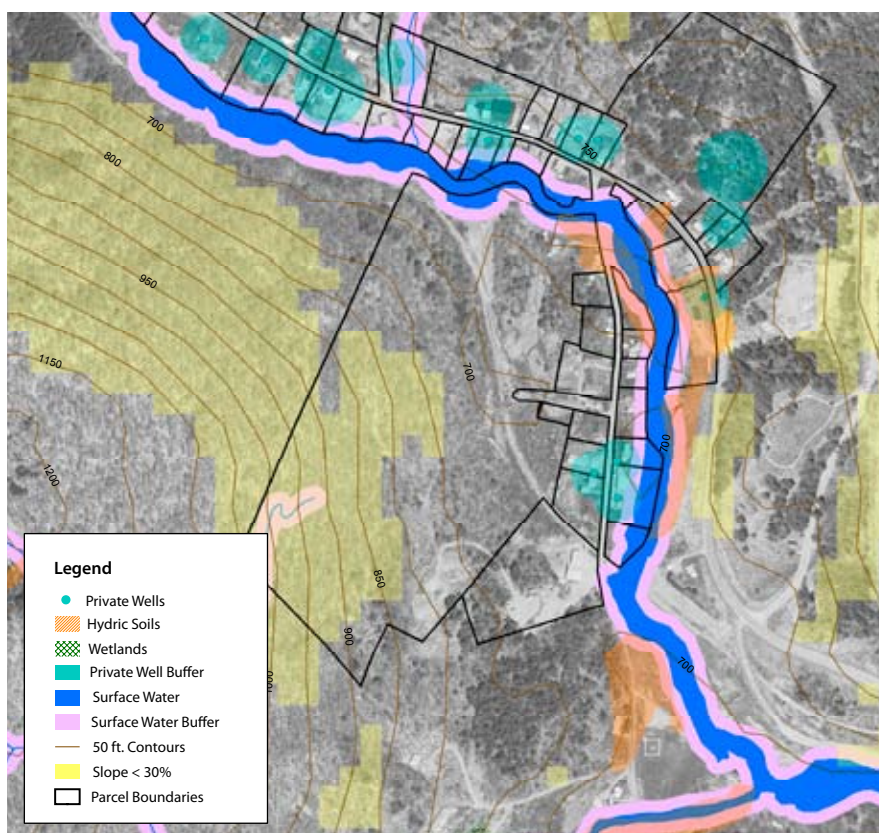 700
800
750
950
1150
700
700
1200
850
900
700
Legend
Private Wells
Hydric Soils
Wetlands
Private Well Buffer
Surface Water
Surface Water Buffer
50 ft. Contours
Slope < 30%
Parcel Boundaries